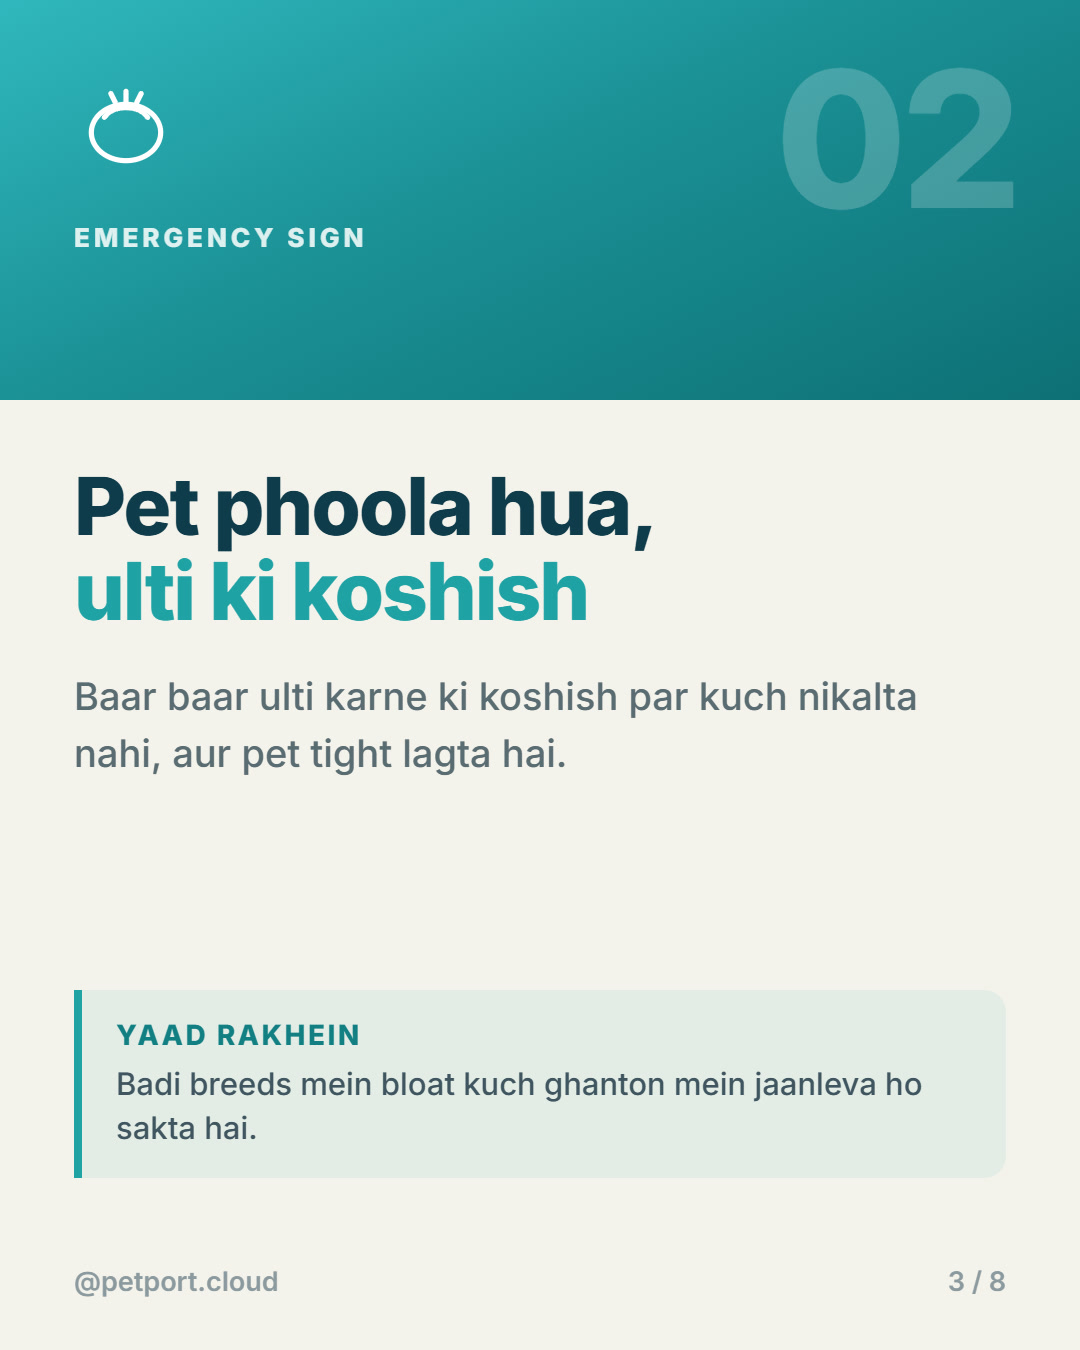 02
EMERGENCY SIGN
Pet phoola hua,
ulti ki koshish
Baar baar ulti karne ki koshish par kuch nikalta
nahi, aur pet tight lagta hai.
YAAD RAKHEIN
Badi breeds mein bloat kuch ghanton mein jaanleva ho
sakta hai.
@petport.cloud
3 / 8